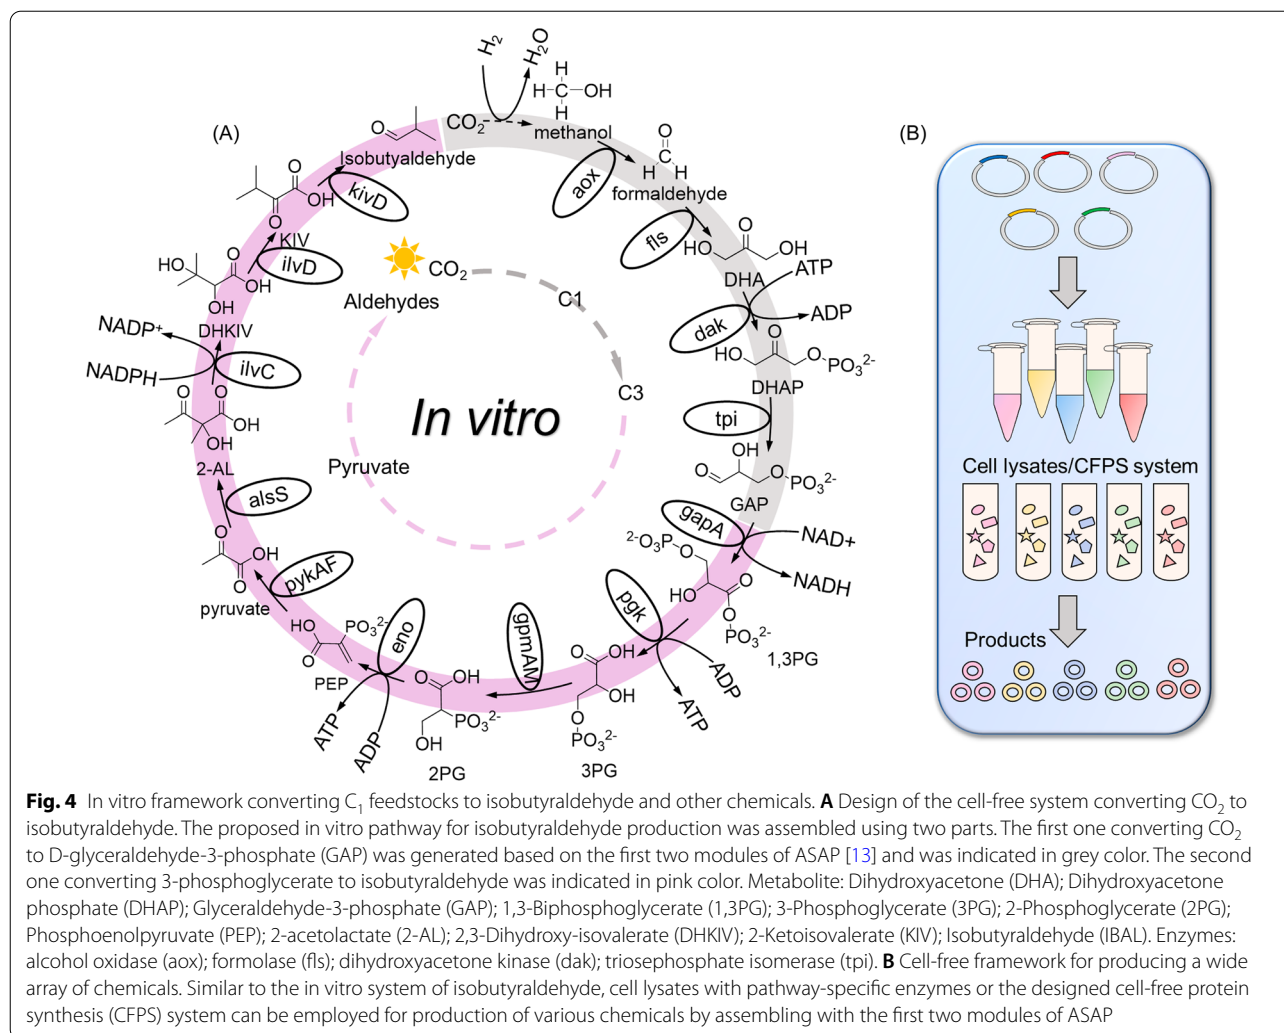 (A)
H2
H2O
H
H-C-OH
H
CO2
methanol
O
Isobutyaldehyde
kivD
aox
O
H H
formaldehyde
fls
O
HO OH
DHA
ATP
ADP
dak
O
HO O PO3²⁻
DHAP
tpi
OH
O O PO3²⁻
GAP
gapA
NAD+
NADH
²⁻O3P O
O
HO
O
PO3²⁻
1,3PG
pgk
ADP
ATP
O
OH
OH
O
PO3²⁻
3PG
gpmAM
O OH
PO3²⁻
OH
2PG
eno
ADP
ATP
HO
O
PO3²⁻
PEP
pykAF
O
OH
O
pyruvate
alsS
O O
OH
OH
2-AL
ilvC
NADPH
NADP⁺
DHKIV
HO
O
OH
OH
ilvD
KIV
O
OH
O
CO2
C1
C3
Aldehydes
Pyruvate
In vitro
(B)
Cell lysates/CFPS system
Products
Fig. 4 In vitro framework converting C1 feedstocks to isobutyraldehyde and other chemicals. A Design of the cell-free system converting CO2 to
isobutyraldehyde. The proposed in vitro pathway for isobutyraldehyde production was assembled using two parts. The first one converting CO2
to D-glyceraldehyde-3-phosphate (GAP) was generated based on the first two modules of ASAP [13] and was indicated in grey color. The second
one converting 3-phosphoglycerate to isobutyraldehyde was indicated in pink color. Metabolite: Dihydroxyacetone (DHA); Dihydroxyacetone
phosphate (DHAP); Glyceraldehyde-3-phosphate (GAP); 1,3-Biphosphoglycerate (1,3PG); 3-Phosphoglycerate (3PG); 2-Phosphoglycerate (2PG);
Phosphoenolpyruvate (PEP); 2-acetolactate (2-AL); 2,3-Dihydroxy-isovalerate (DHKIV); 2-Ketoisovalerate (KIV); Isobutyraldehyde (IBAL). Enzymes:
alcohol oxidase (aox); formolase (fls); dihydroxyacetone kinase (dak); triosephosphate isomerase (tpi). B Cell-free framework for producing a wide
array of chemicals. Similar to the in vitro system of isobutyraldehyde, cell lysates with pathway-specific enzymes or the designed cell-free protein
synthesis (CFPS) system can be employed for production of various chemicals by assembling with the first two modules of ASAP